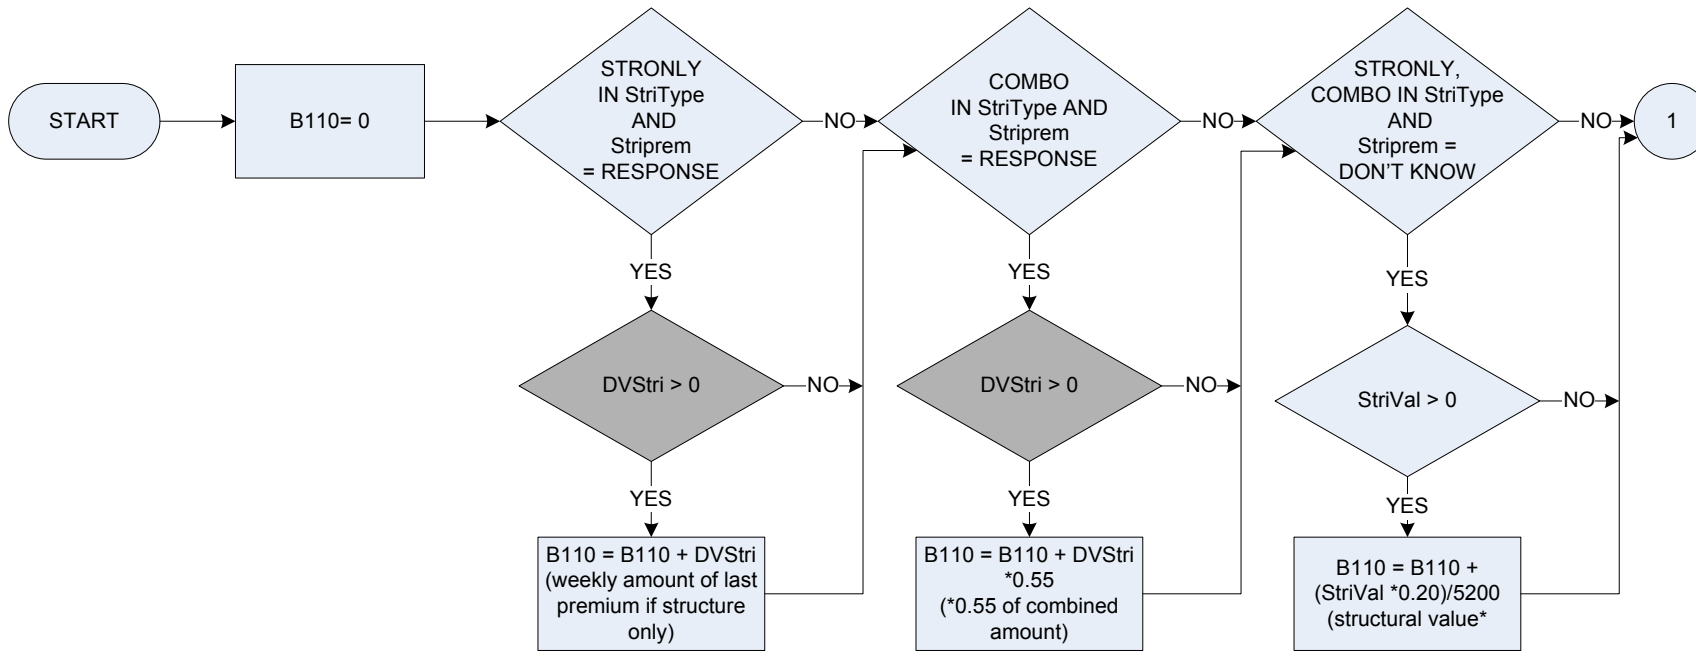 START
B110= 0
STRONLY
IN StriType
AND
Striprem
= RESPONSE
NO
COMBO
IN StriType AND
Striprem
= RESPONSE
NO
STRONLY,
COMBO IN StriType
AND
Striprem =
DON'T KNOW
NO
1
YES
YES
YES
DVStri > 0
NO
DVStri > 0
NO
StriVal > 0
NO
YES
YES
YES
B110 = B110 + DVStri
(weekly amount of last
premium if structure
only)
B110 = B110 + DVStri
*0.55
(*0.55 of combined
amount)
B110 = B110 +
(StriVal *0.20)/5200
(structural value*